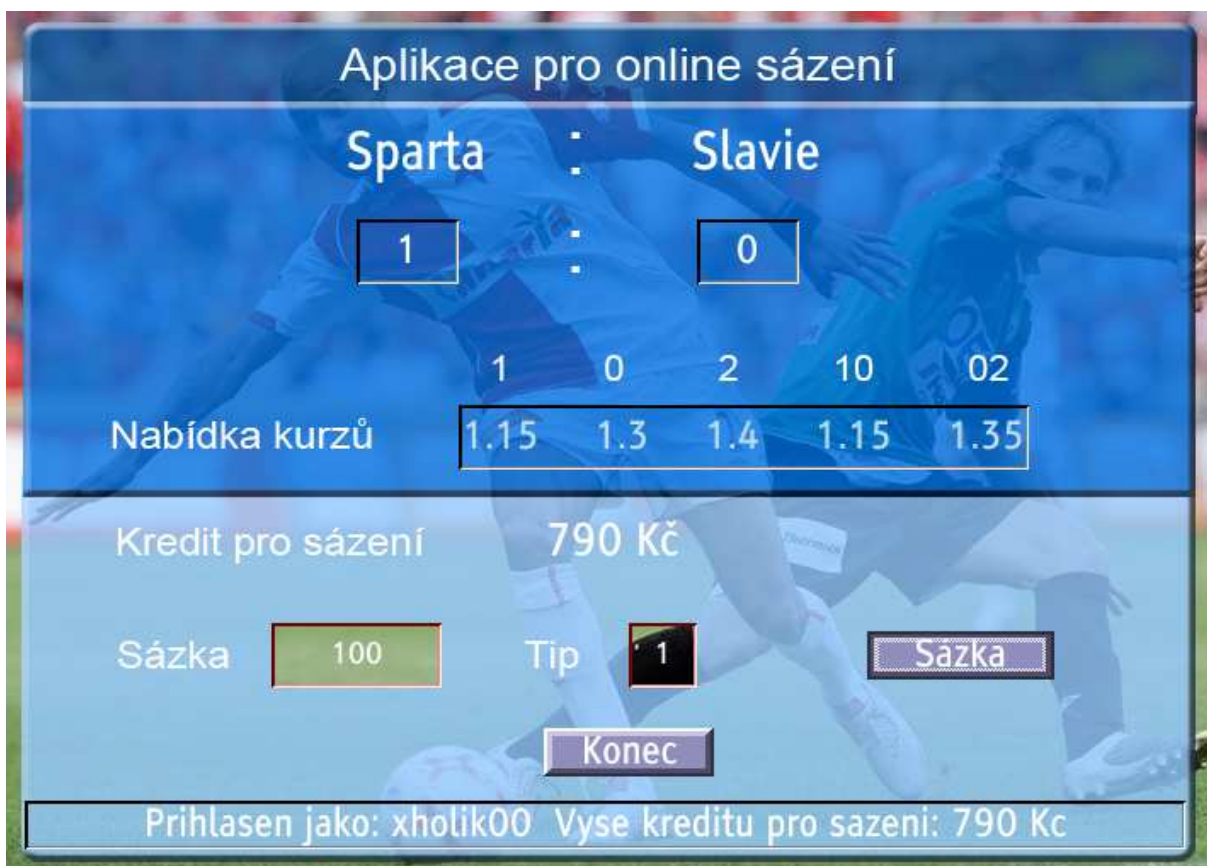 Aplikace pro online sázení
Sparta : Slavie
1 : 0
1 0 2 10 02
Nabídka kurzů 1.15 1.3 1.4 1.15 1.35
Kredit pro sázení 790 Kč
Sázka 100 Tip 1 Sázka
Konec
Prihlasen jako: xholik00 Vyse kreditu pro sazeni: 790 Kc